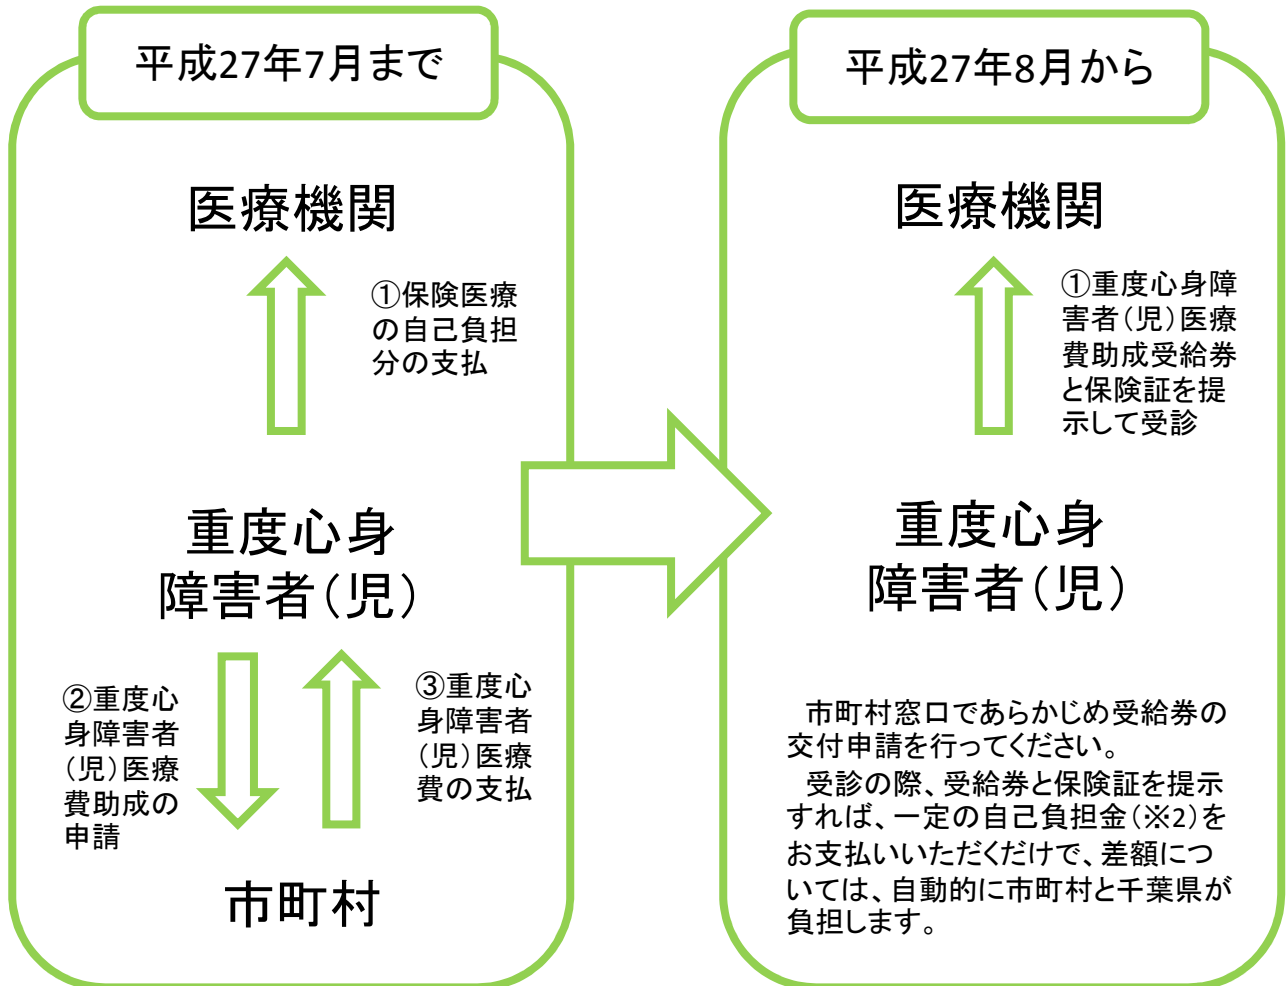 平成27年7月まで
医療機関
①保険医療
の自己負担
分の支払
重度心身
障害者（児）
②重度心
身障害者
（児）医療
費助成の
申請
③重度心
身障害者
（児）医療
費の支払
市町村
平成27年8月から
医療機関
①重度心身障
害者（児）医療
費助成受給券
と保険証を提
示して受診
重度心身
障害者（児）
市町村窓口であらかじめ受給券の
交付申請を行ってください。
受診の際、受給券と保険証を提示
すれば、一定の自己負担金（※2）を
お支払いいただくだけで、差額につ
いては、自動的に市町村と千葉県が
負担します。